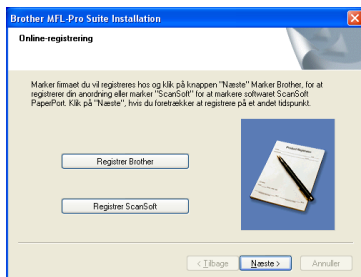 Brother MFL-Pro Suite Installation
Online-registrering
Marker firmaet du vil registreres hos og klik på knappen "Næste" Marker Brother, for at
registrerer din anordning eller marker "ScanSoft" for at markere softwaret ScanSoft
PaperPort. Klik på "Næste", hvis du foretrækker at registrere på et andet tidspunkt.
Registrer Brother
Registrer ScanSoft
< Tilbage
Næste >
Annuller